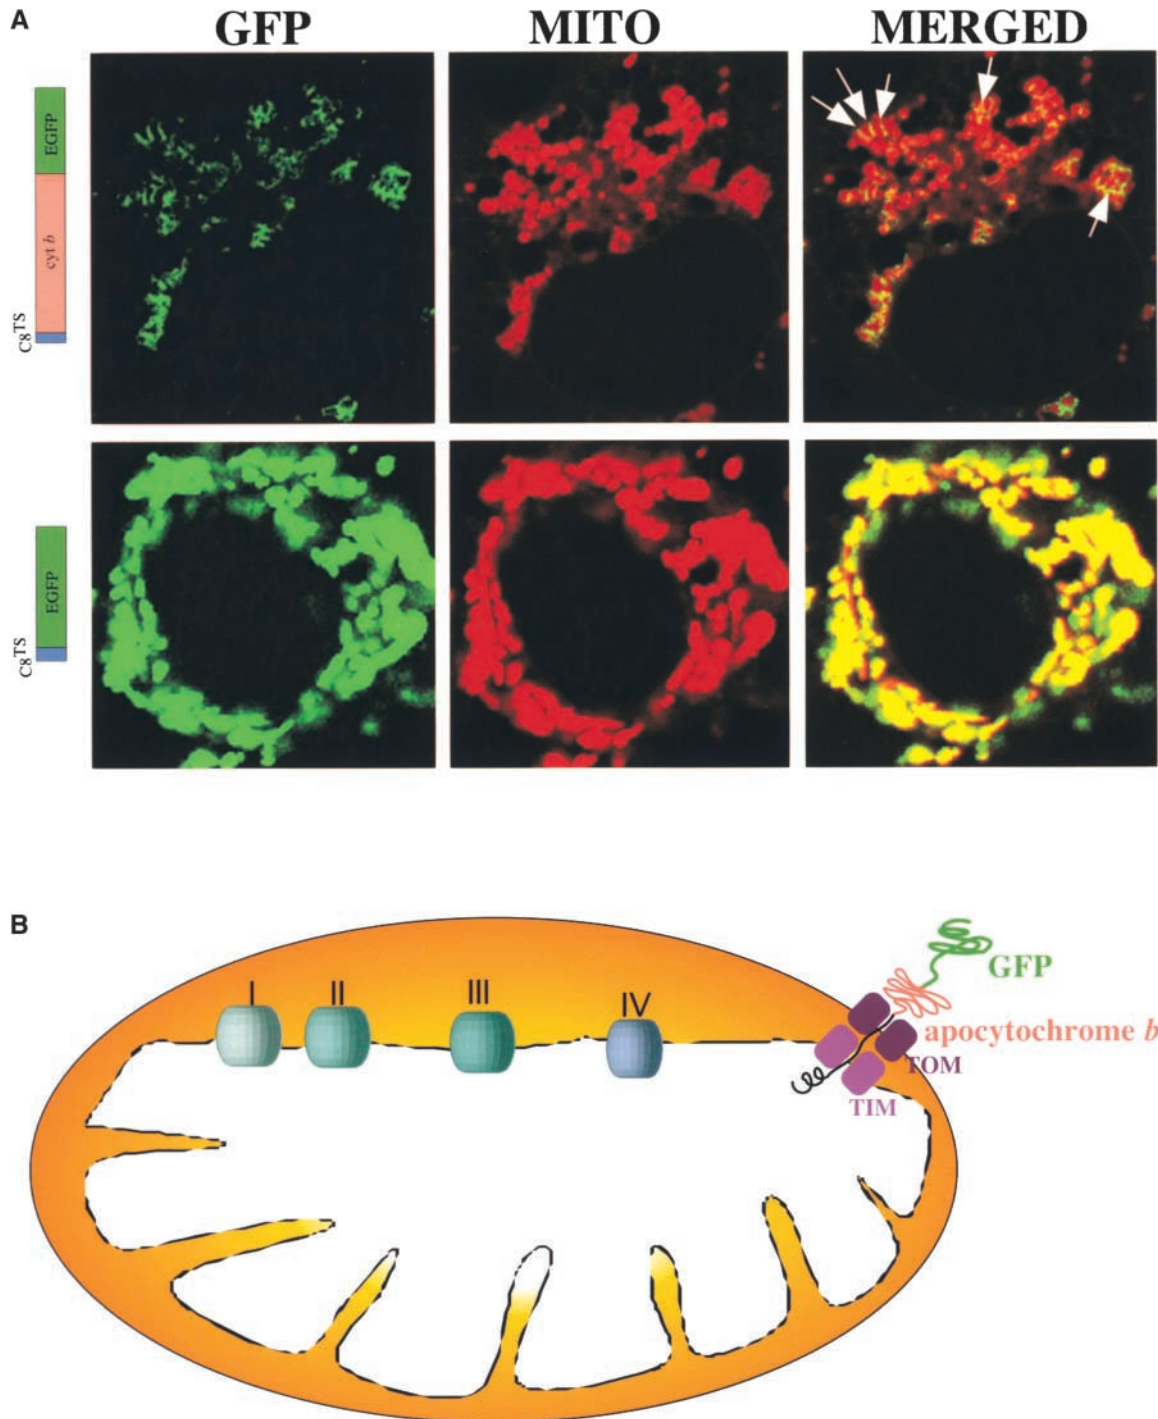 A
GFP
MITO
MERGED
EGFP
cyt b
C8TS
EGFP
C8TS
B
I
II
III
IV
GFP
apocytochrome b
TOM
TIM